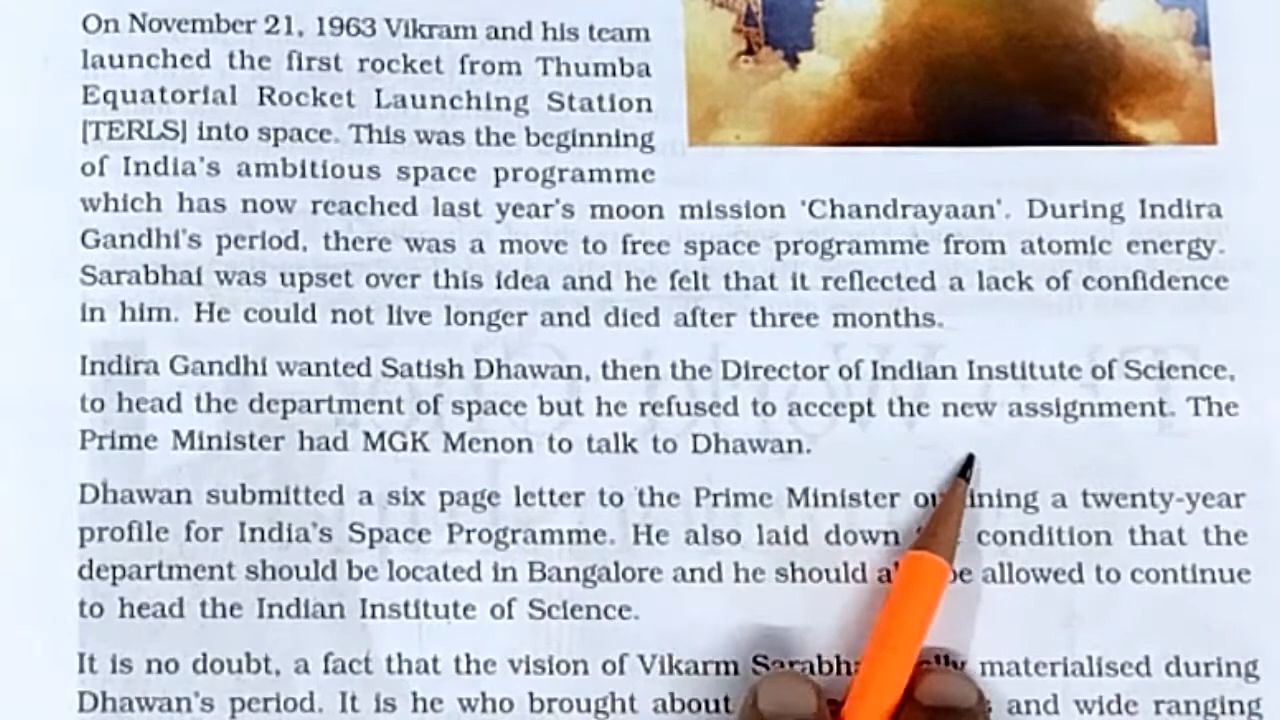 On November 21, 1963 Vikram and his team
launched the first rocket from Thumba
Equatorial Rocket Launching Station
[TERLS] into space. This was the beginning
of India's ambitious space programme
which has now reached last year's moon mission 'Chandrayaan'. During Indira
Gandhi's period, there was a move to free space programme from atomic energy.
Sarabhai was upset over this idea and he felt that it reflected a lack of confidence
in him. He could not live longer and died after three months.
Indira Gandhi wanted Satish Dhawan, then the Director of Indian Institute of Science,
to head the department of space but he refused to accept the new assignment. The
Prime Minister had MGK Menon to talk to Dhawan.
Dhawan submitted a six page letter to the Prime Minister a twenty-year
profile for India's Space Programme. He also laid down condition that the
department should be located in Bangalore and he should allowed to continue
to head the Indian Institute of Science.
It is no doubt, a fact that the vision of Vikarm materialised during
Dhawan's period. It is he who brought about and wide ranging